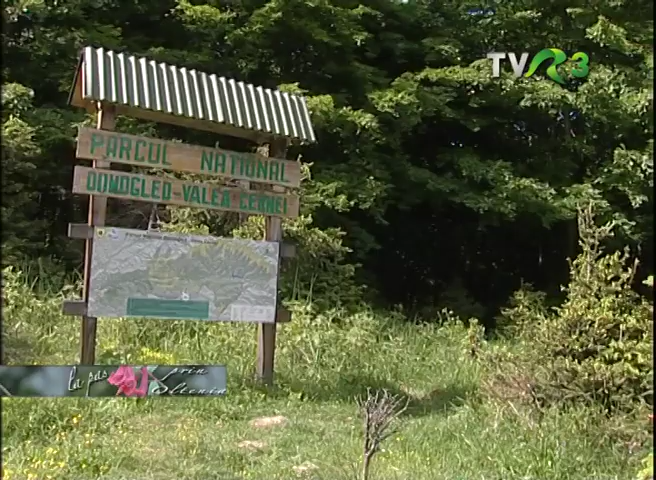 TVR3
PARCUL NATIONAL
DOMOGLED-VALEA CERNEI
la pas prin
Oltenia